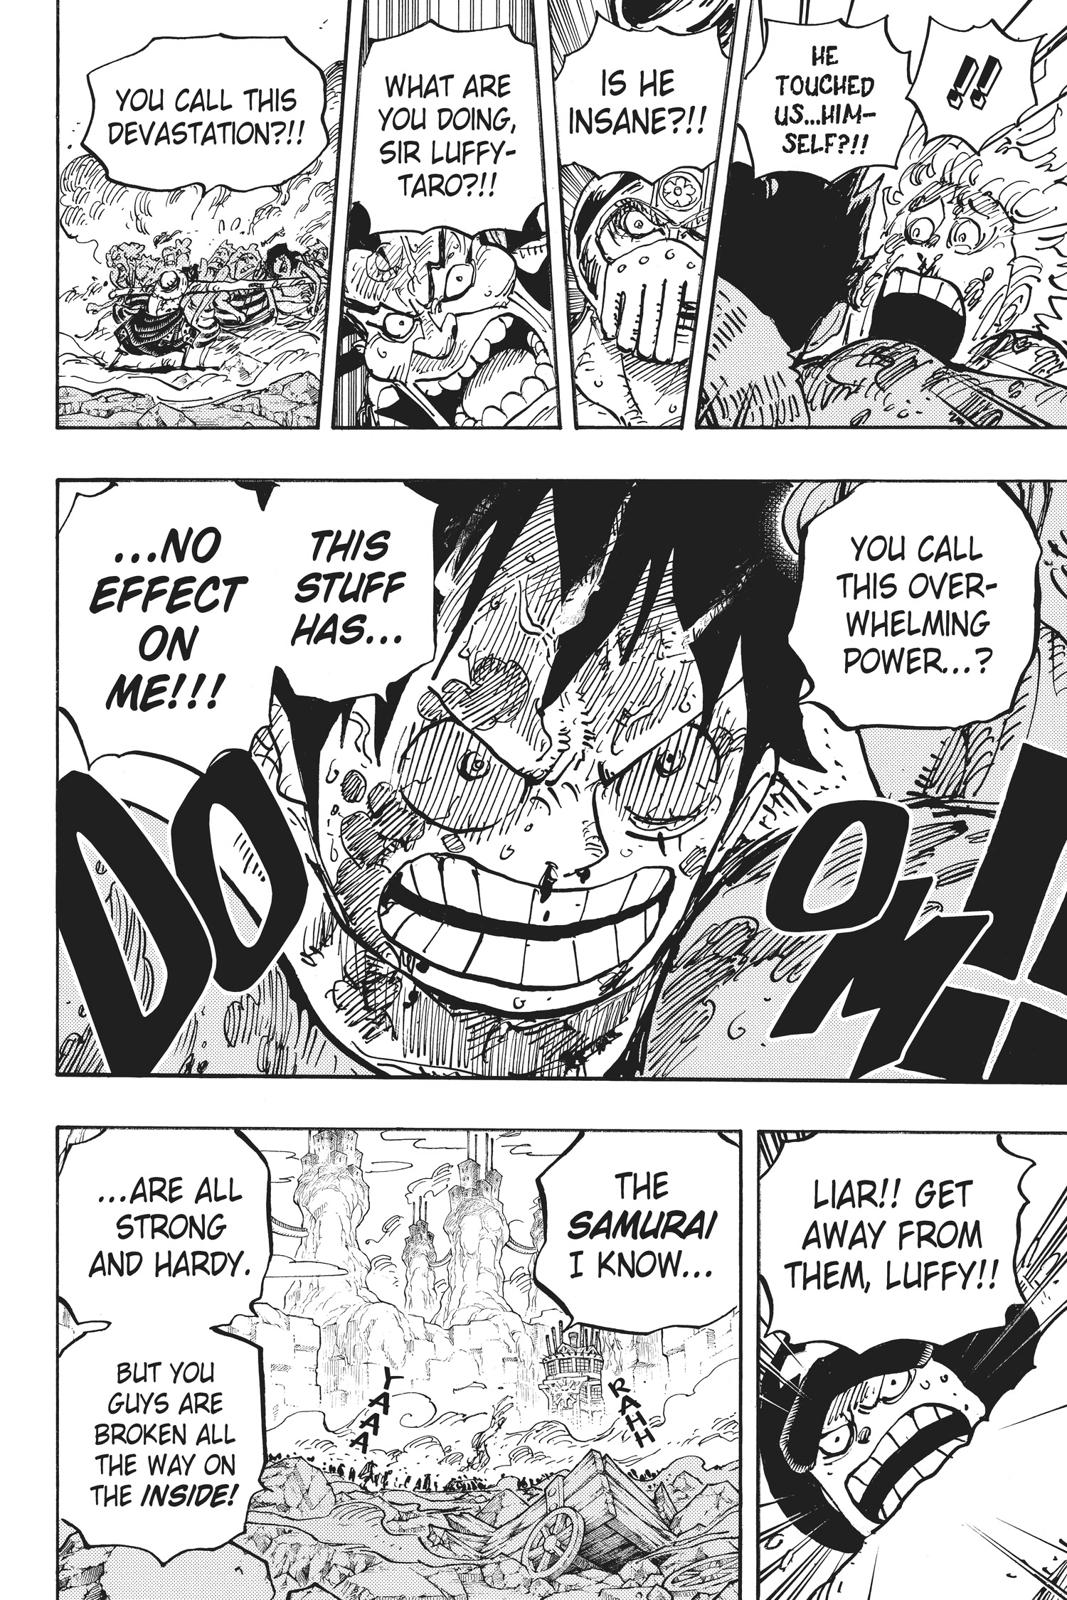 !!
HE
TOUCHED
US...HIM-
SELF?!!
IS HE
INSANE?!!
WHAT ARE
YOU DOING,
SIR LUFFY-
TARO?!!
YOU CALL THIS
DEVASTATION?!!
YOU CALL
THIS OVER-
WHELMING
POWER...?
THIS
STUFF
HAS...
...NO
EFFECT
ON
ME!!!
DOOM!!
LIAR!! GET
AWAY FROM
THEM, LUFFY!!
THE
SAMURAI
I KNOW...
RAHH
YAAAA
...ARE ALL
STRONG
AND HARDY.
BUT YOU
GUYS ARE
BROKEN ALL
THE WAY ON
THE INSIDE!